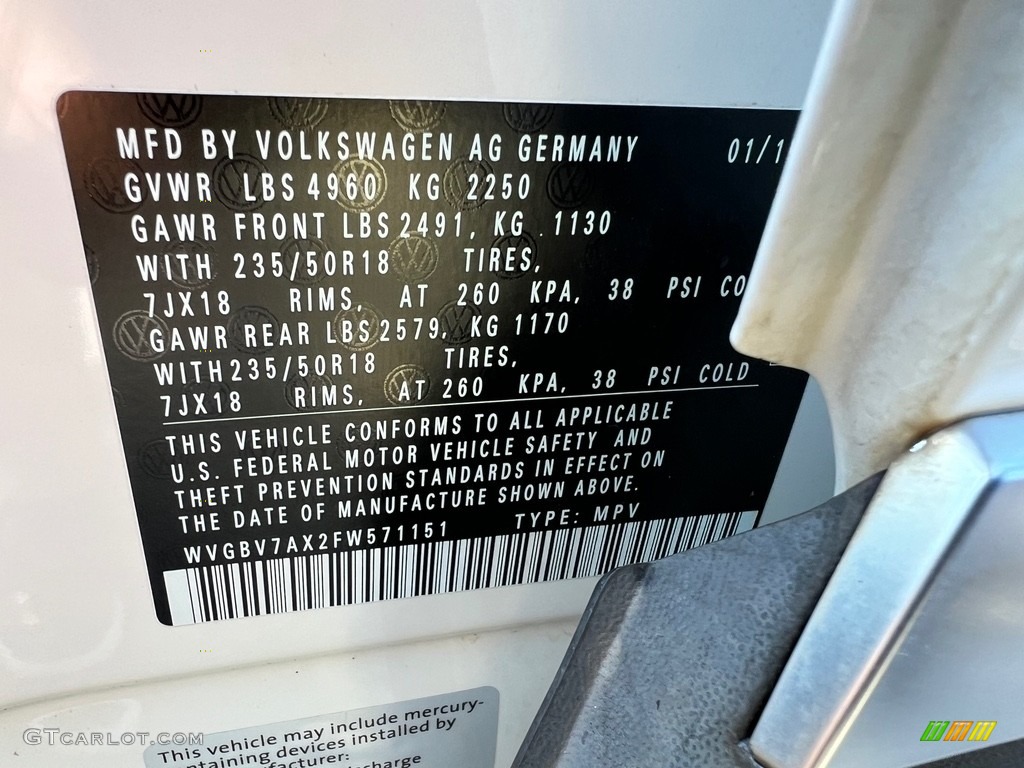 MFD BY VOLKSWAGEN AG GERMANY 01/1
GVWR LBS 4960 KG 2250
GAWR FRONT LBS 2491, KG 1130
WITH 235/50R18 TIRES,
7JX18 RIMS, AT 260 KPA, 38 PSI CO
GAWR REAR LBS 2579, KG 1170
WITH 235/50R18 TIRES,
7JX18 RIMS, AT 260 KPA, 38 PSI COLD
THIS VEHICLE CONFORMS TO ALL APPLICABLE
U.S. FEDERAL MOTOR VEHICLE SAFETY AND
THEFT PREVENTION STANDARDS IN EFFECT ON
THE DATE OF MANUFACTURE SHOWN ABOVE.
WVGBV7AX2FW571151 TYPE: MPV
This vehicle may include mercury-
ntaining devices installed by
facturer:
discharge
GTCARLOT.COM